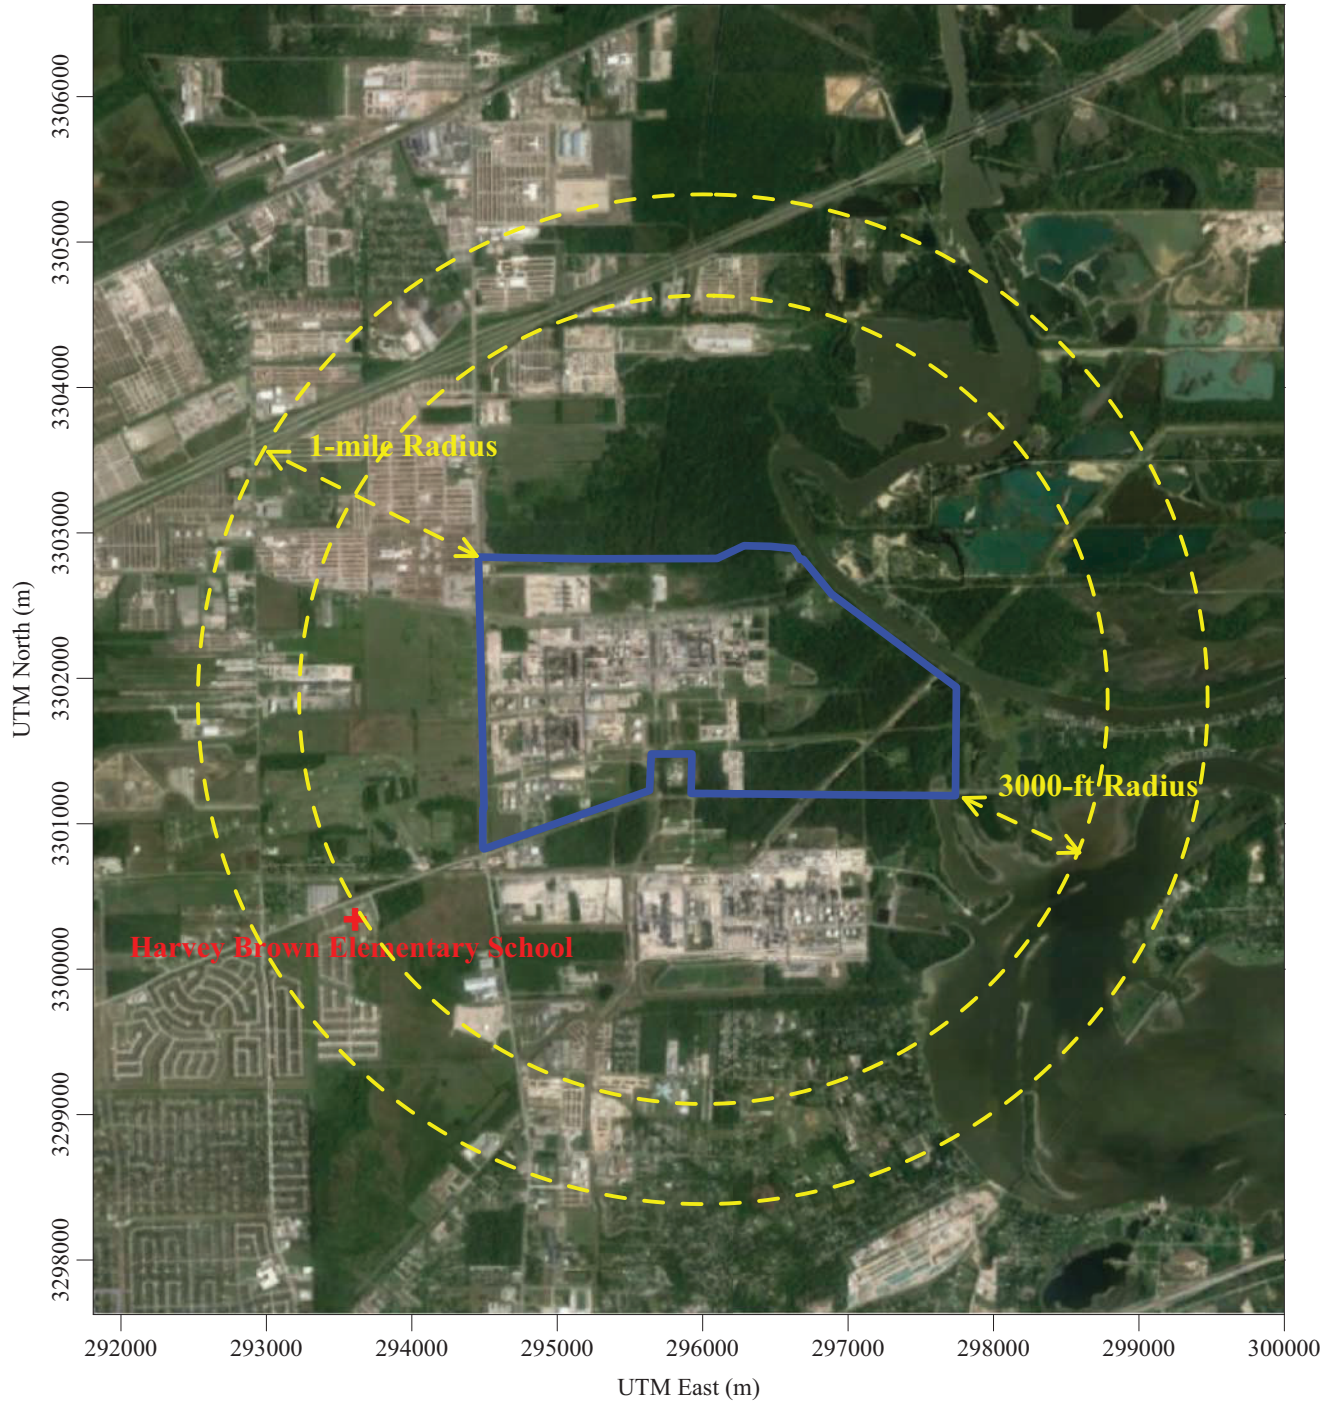 3306000
3305000
3304000
3303000
3302000
3301000
3300000
3299000
3298000
UTM North (m)
1-mile Radius
3000-ft Radius
Harvey Brown Elementary School
292000 293000 294000 295000 296000 297000 298000 299000 300000
UTM East (m)